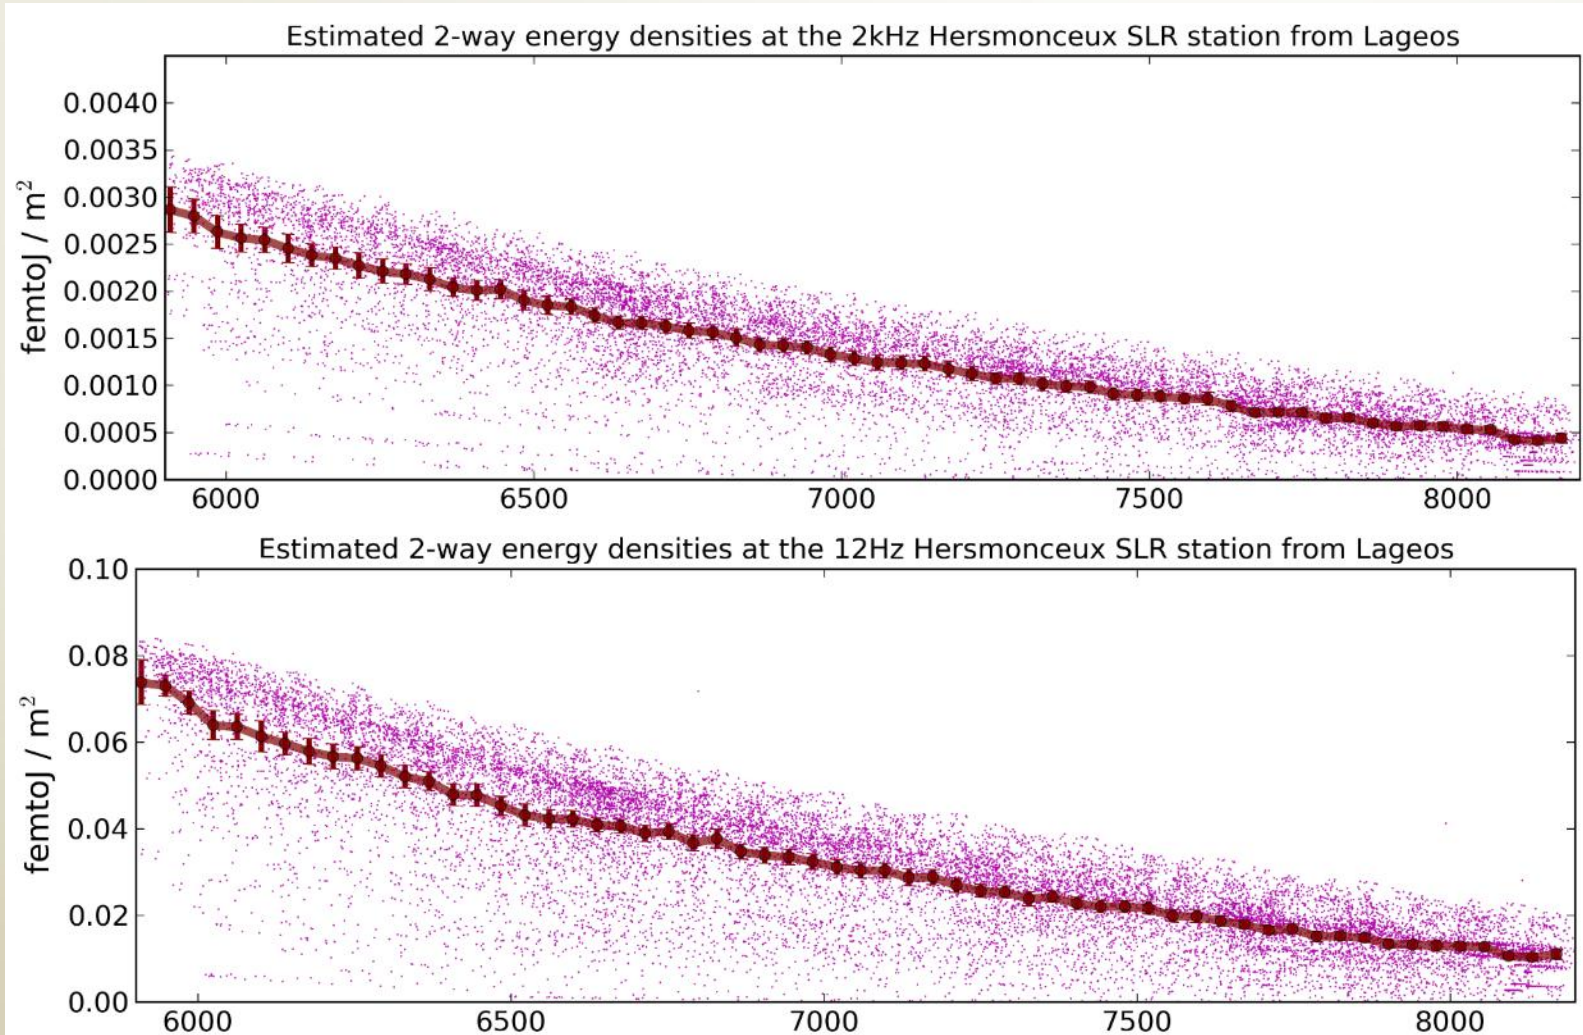 Estimated 2-way energy densities at the 2kHz Hersmonceux SLR station from Lageos
0.0040
0.0035
0.0030
0.0025
0.0020
0.0015
0.0010
0.0005
0.0000
femtoJ / m²
6000 6500 7000 7500 8000
Estimated 2-way energy densities at the 12Hz Hersmonceux SLR station from Lageos
0.10
0.08
0.06
0.04
0.02
0.00
femtoJ / m²
6000 6500 7000 7500 8000